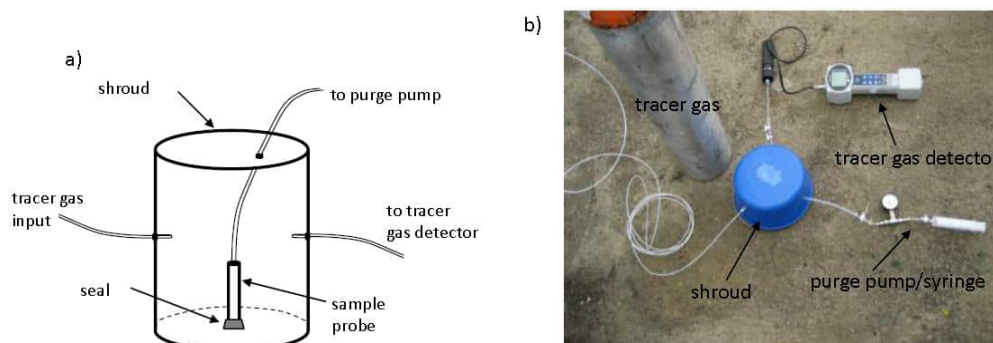 a)
shroud
to purge pump
tracer gas
input
to tracer
gas detector
seal
sample
probe
b)
tracer gas
tracer gas detecto
shroud
purge pump/syringe